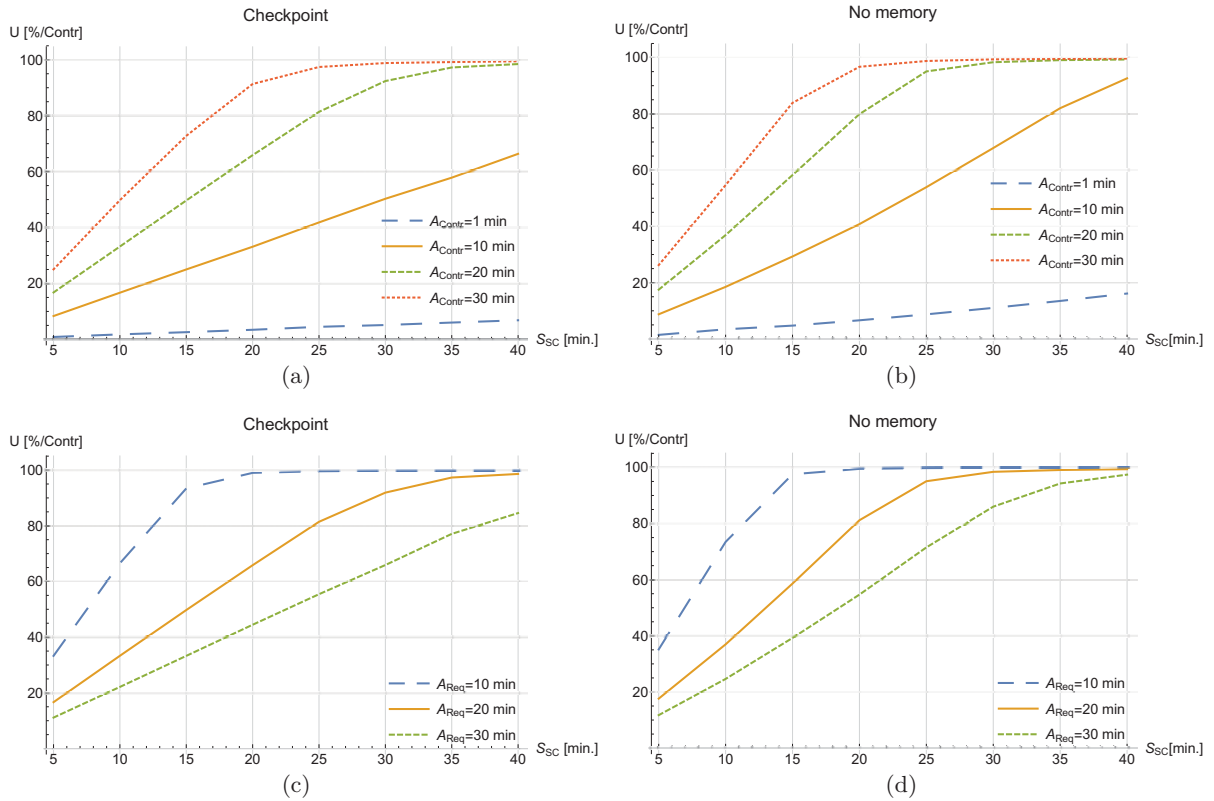 Checkpoint
U [%/Contr]
100
80
60
40
20
A_Contr=1 min
A_Contr=10 min
A_Contr=20 min
A_Contr=30 min
5 10 15 20 25 30 35 40
S_SC [min.]
(a)
No memory
U [%/Contr]
100
80
60
40
20
A_Contr=1 min
A_Contr=10 min
A_Contr=20 min
A_Contr=30 min
5 10 15 20 25 30 35 40
S_SC[min.]
(b)
Checkpoint
U [%/Contr]
100
80
60
40
20
A_Req=10 min
A_Req=20 min
A_Req=30 min
5 10 15 20 25 30 35 40
S_SC [min.]
(c)
No memory
U [%/Contr]
100
80
60
40
20
A_Req=10 min
A_Req=20 min
A_Req=30 min
5 10 15 20 25 30 35 40
S_SC [min.]
(d)